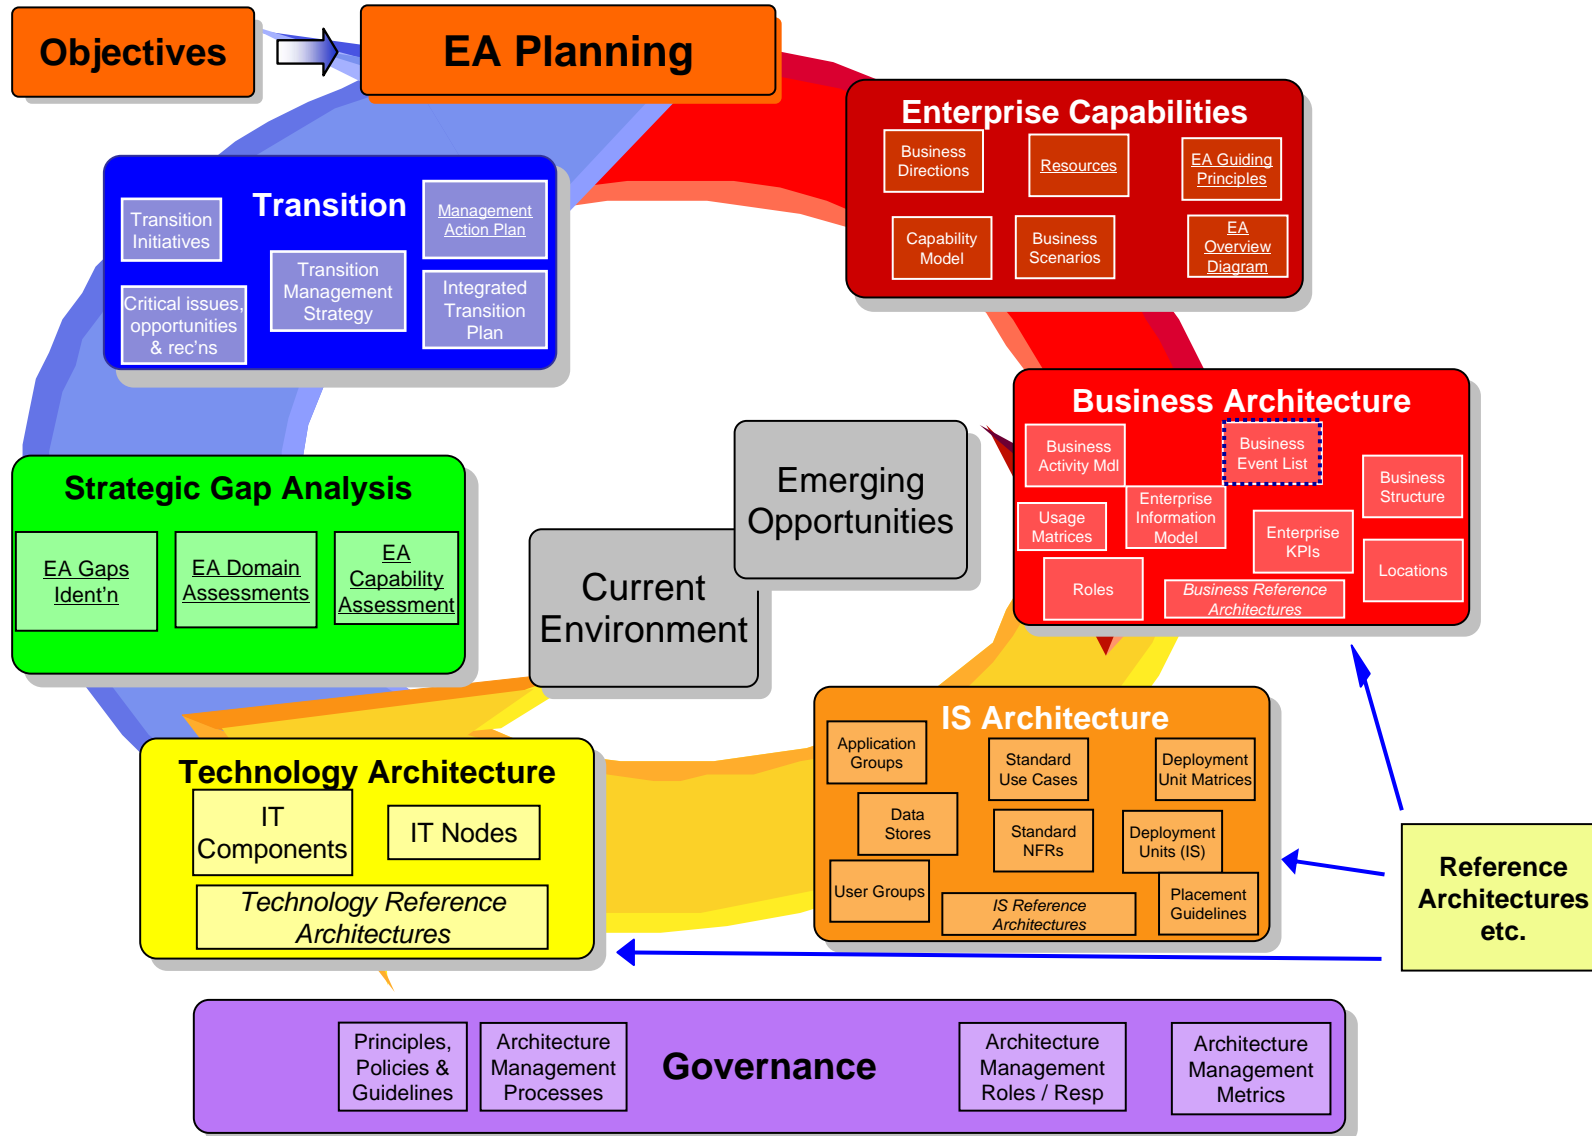 Objectives
EA Planning
Enterprise Capabilities
Business
Directions
Resources
EA Guiding
Principles
Capability
Model
Business
Scenarios
EA
Overview
Diagram
Transition
Transition
Initiatives
Management
Action Plan
Transition
Management
Strategy
Critical issues,
opportunities
& rec'ns
Integrated
Transition
Plan
Business Architecture
Business
Activity Mdl
Business
Event List
Business
Structure
Usage
Matrices
Enterprise
Information
Model
Enterprise
KPIs
Locations
Roles
Business Reference
Architectures
Emerging
Opportunities
Current
Environment
Strategic Gap Analysis
EA Gaps
Ident'n
EA Domain
Assessments
EA
Capability
Assessment
IS Architecture
Application
Groups
Standard
Use Cases
Deployment
Unit Matrices
Data
Stores
Standard
NFRs
Deployment
Units (IS)
User Groups
IS Reference
Architectures
Placement
Guidelines
Technology Architecture
IT
Components
IT Nodes
Technology Reference
Architectures
Reference
Architectures
etc.
Governance
Principles,
Policies &
Guidelines
Architecture
Management
Processes
Architecture
Management
Roles / Resp
Architecture
Management
Metrics